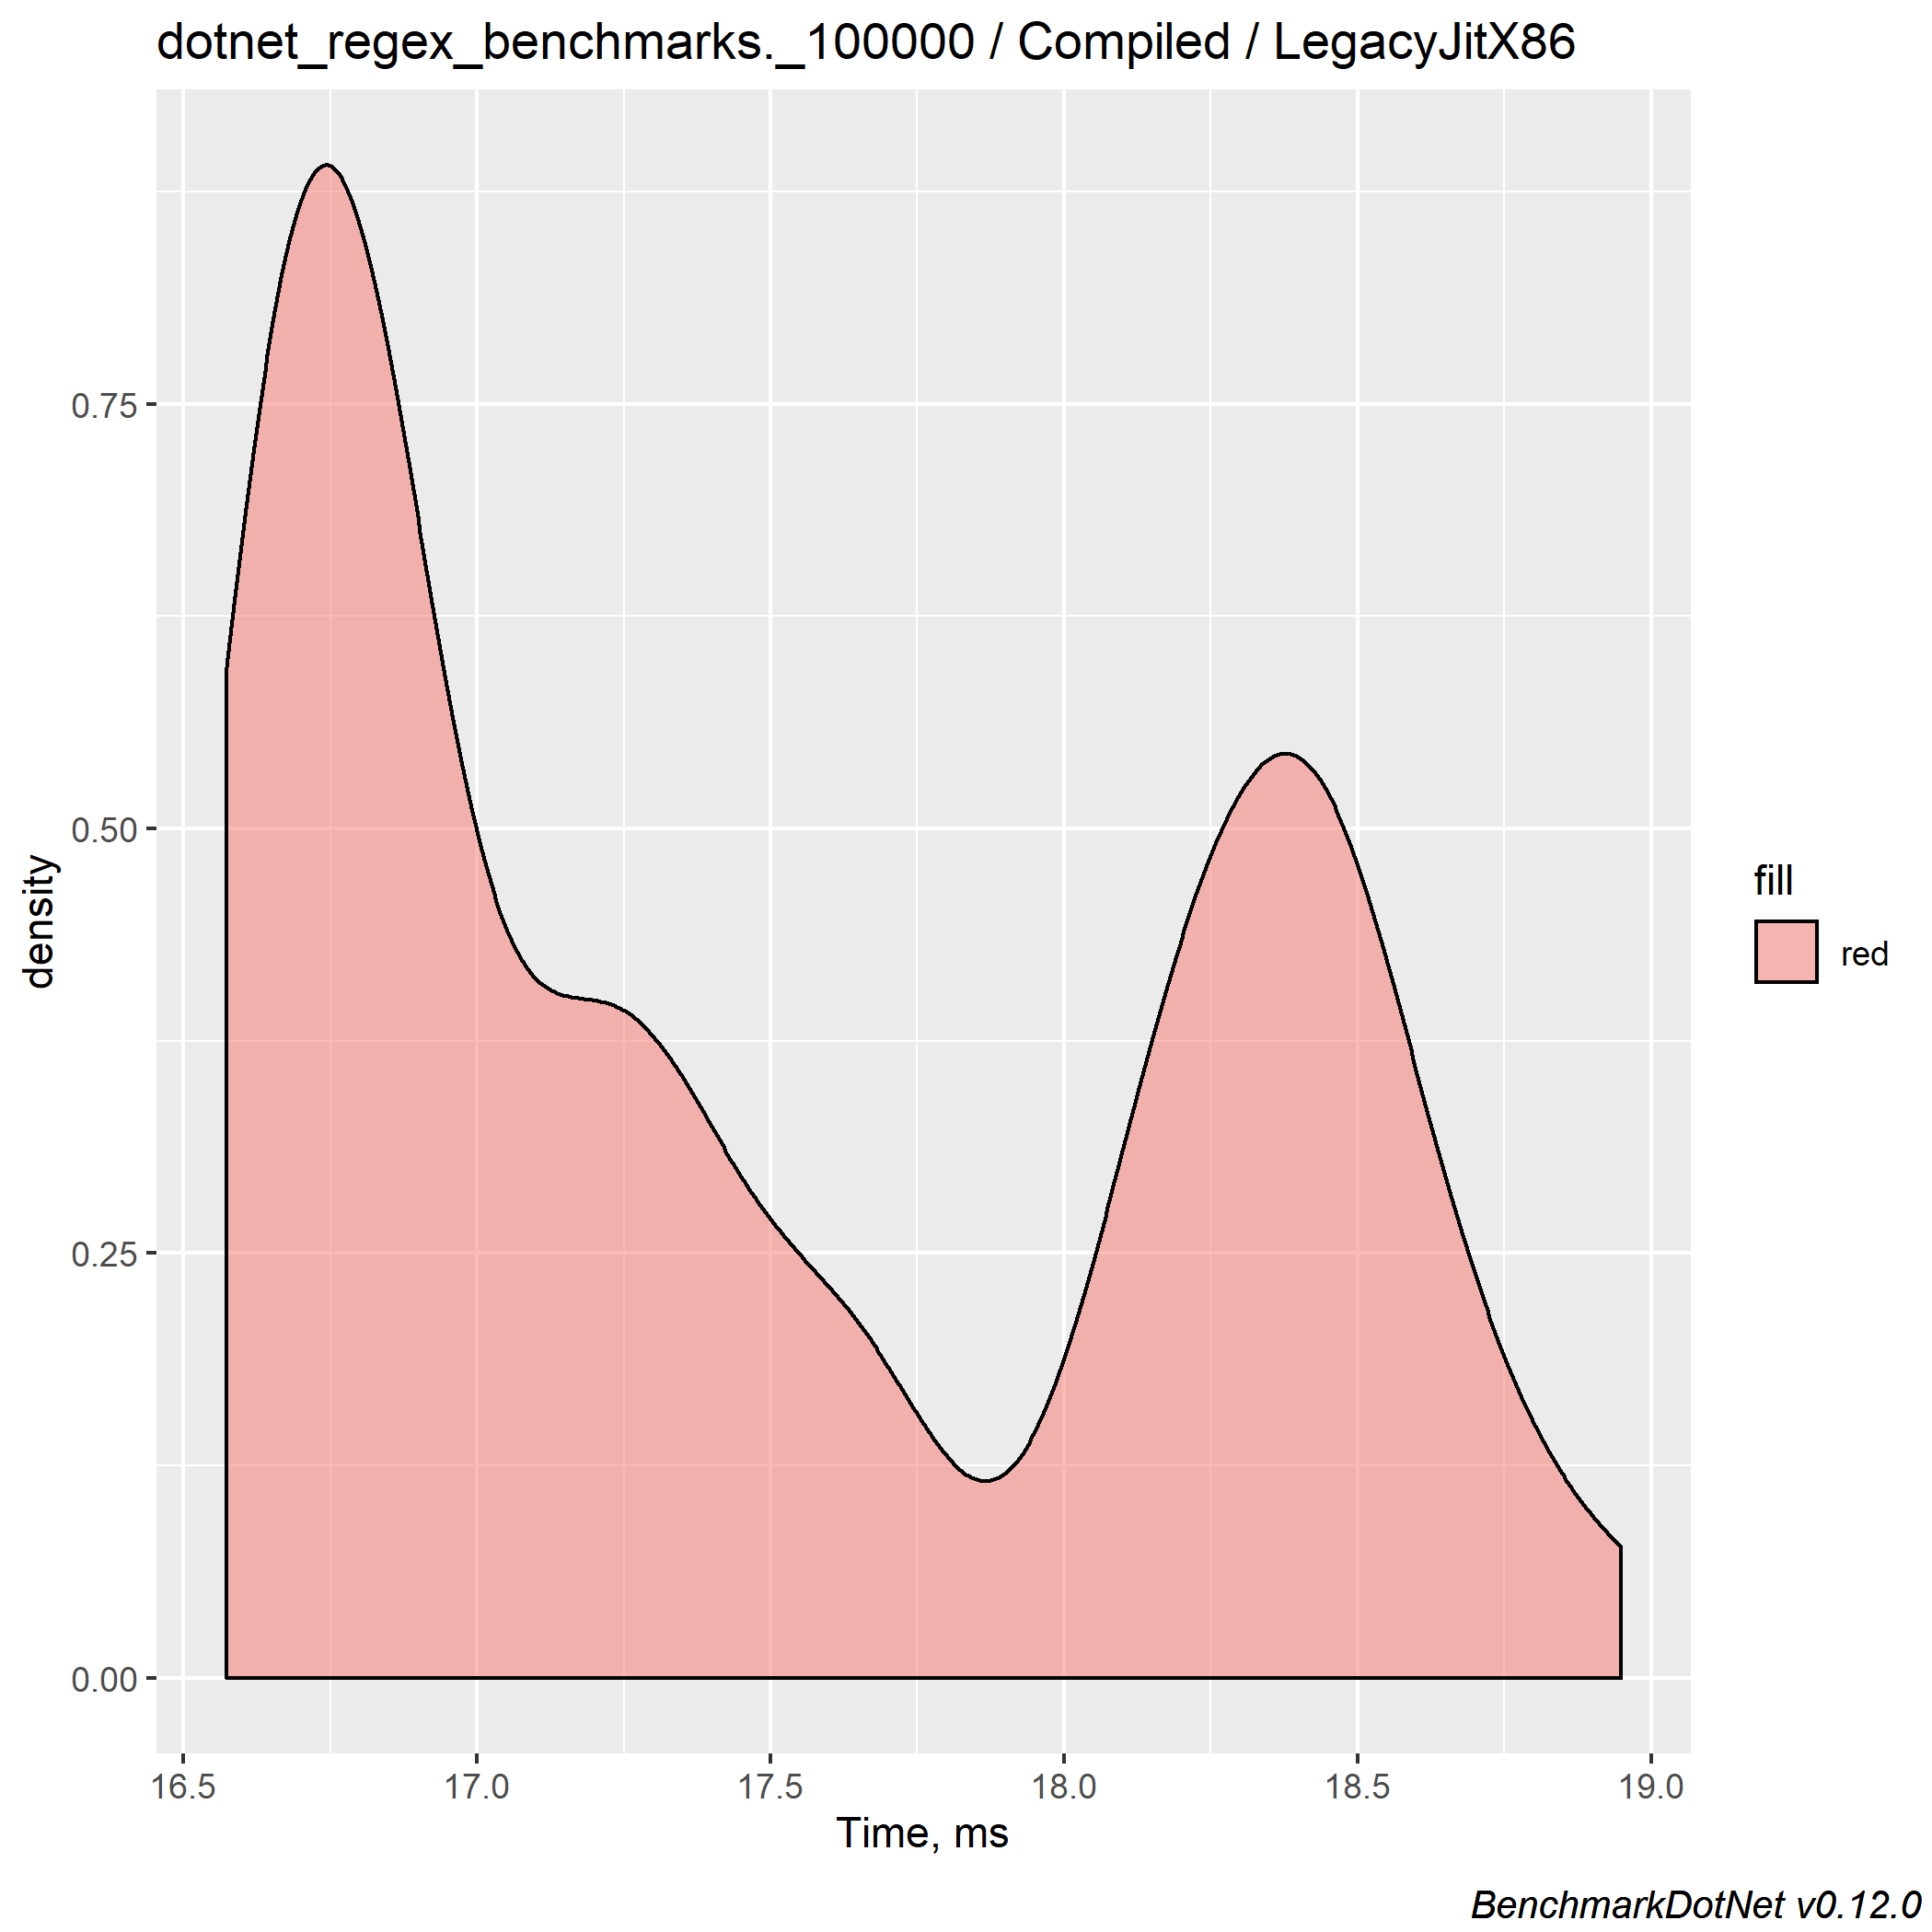 dotnet_regex_benchmarks._100000 / Compiled / LegacyJitX86
0.75
0.50
0.25
0.00
density
16.5 17.0 17.5 18.0 18.5 19.0
Time, ms
fill
red
BenchmarkDotNet v0.12.0